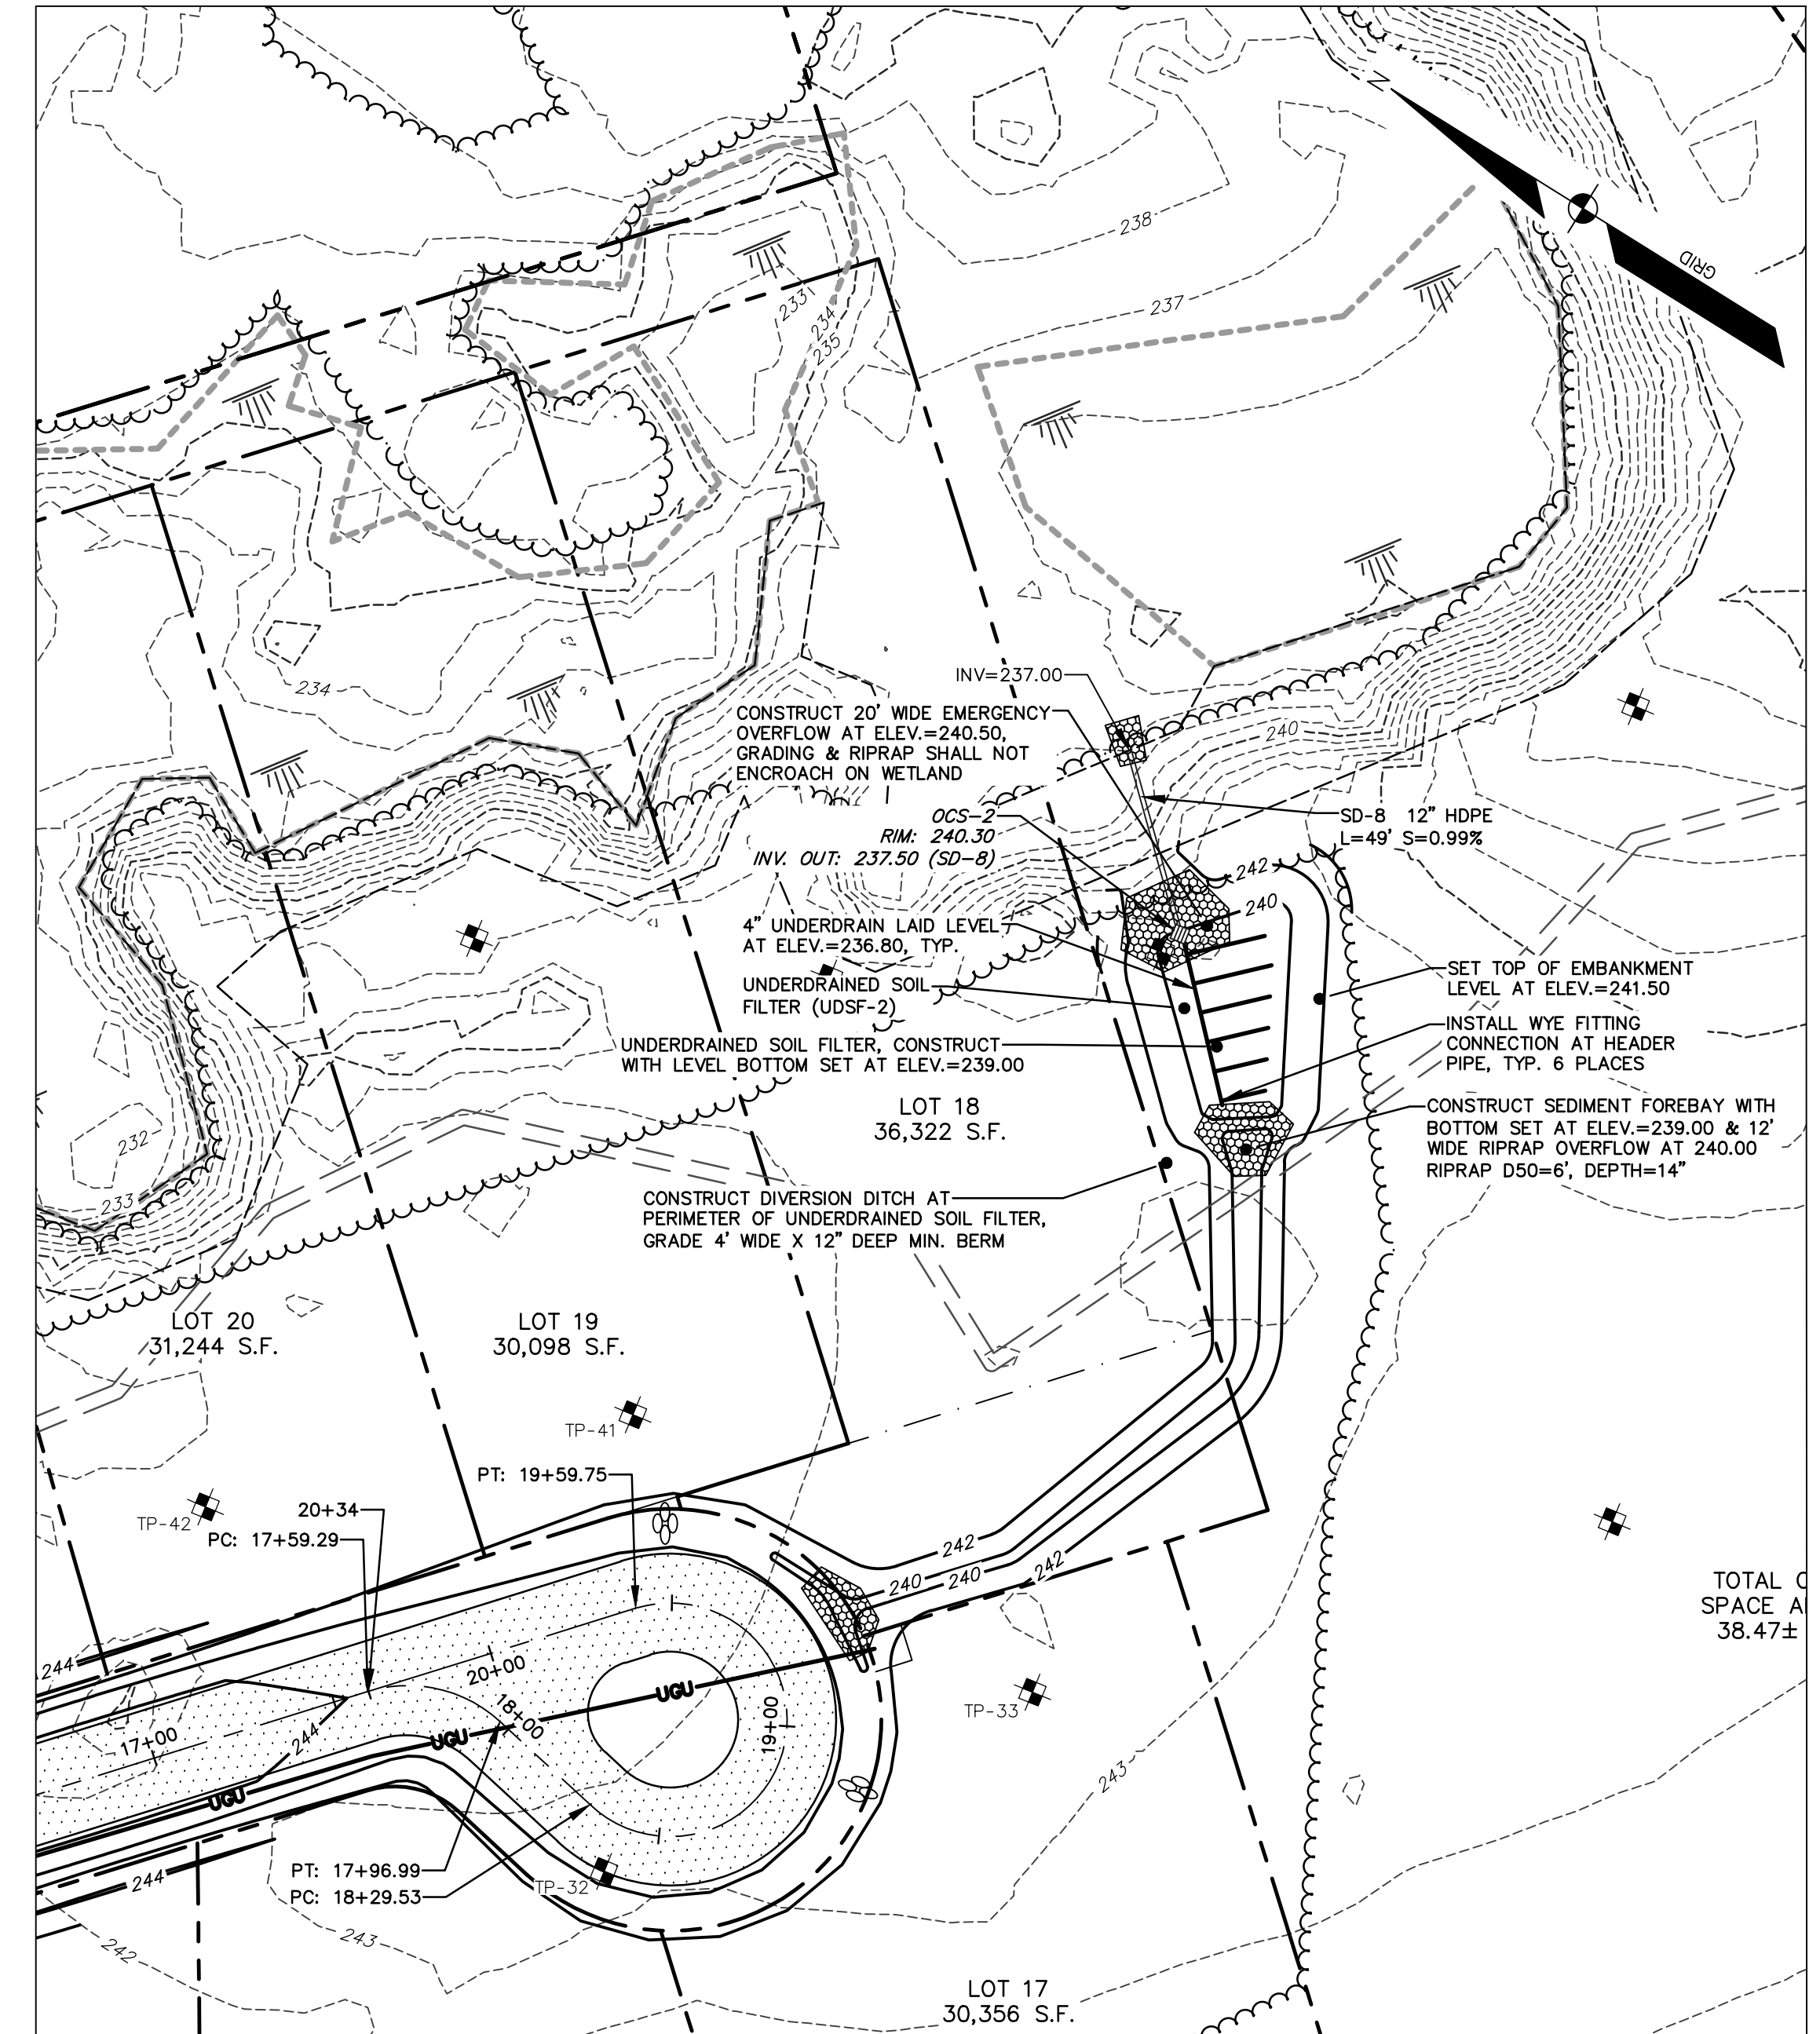 N
GRID
238
237
233
234
235
234
INV=237.00
CONSTRUCT 20' WIDE EMERGENCY
OVERFLOW AT ELEV.=240.50,
GRADING & RIPRAP SHALL NOT
ENCROACH ON WETLAND
240
OCS-2
RIM: 240.30
INV. OUT: 237.50 (SD-8)
SD-8 12" HDPE
L=49' S=0.99%
242
240
4" UNDERDRAIN LAID LEVEL
AT ELEV.=236.80, TYP.
UNDERDRAINED SOIL
FILTER (UDSF-2)
SET TOP OF EMBANKMENT
LEVEL AT ELEV.=241.50
UNDERDRAINED SOIL FILTER, CONSTRUCT
WITH LEVEL BOTTOM SET AT ELEV.=239.00
INSTALL WYE FITTING
CONNECTION AT HEADER
PIPE, TYP. 6 PLACES
LOT 18
36,322 S.F.
CONSTRUCT SEDIMENT FOREBAY WITH
BOTTOM SET AT ELEV.=239.00 & 12'
WIDE RIPRAP OVERFLOW AT 240.00
RIPRAP D50=6', DEPTH=14"
232
233
CONSTRUCT DIVERSION DITCH AT
PERIMETER OF UNDERDRAINED SOIL FILTER,
GRADE 4' WIDE X 12" DEEP MIN. BERM
LOT 20
31,244 S.F.
LOT 19
30,098 S.F.
TP-41
PT: 19+59.75
20+34
TP-42
PC: 17+59.29
242
240
240
242
TOTAL
SPACE
38.47±
244
20+00
UGU
18+00
19+00
TP-33
17+00
244
UGU
UGU
243
PT: 17+96.99
PC: 18+29.53
TP-32
244
242
243
LOT 17
30,356 S.F.